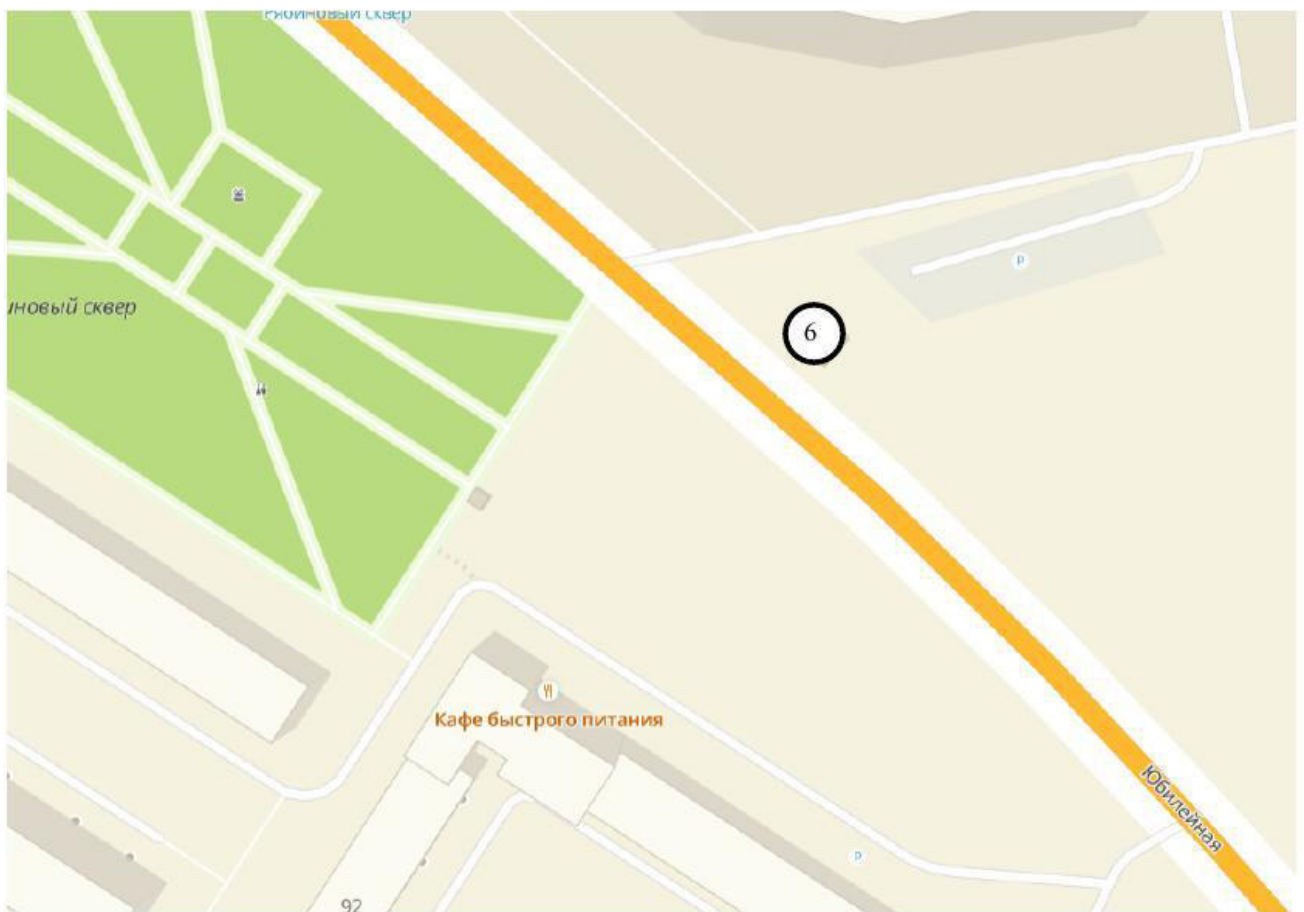 Рябиновый сквер
6
P
иновый сквер
Кафе быстрого питания
Юбилейная
P
92